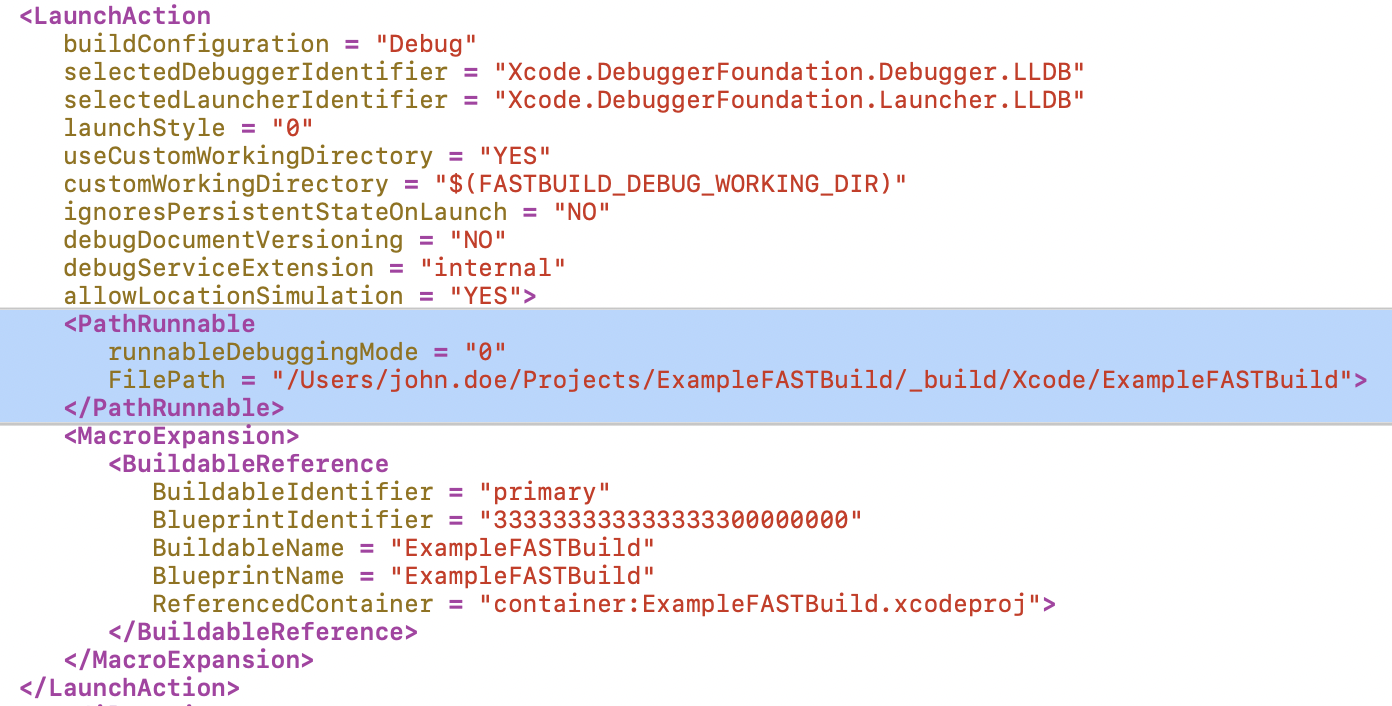 <LaunchAction
buildConfiguration = "Debug"
selectedDebuggerIdentifier = "Xcode.DebuggerFoundation.Debugger.LLDB"
selectedLauncherIdentifier = "Xcode.DebuggerFoundation.Launcher.LLDB"
launchStyle = "0"
useCustomWorkingDirectory = "YES"
customWorkingDirectory = "$(FASTBUILD_DEBUG_WORKING_DIR)"
ignoresPersistentStateOnLaunch = "NO"
debugDocumentVersioning = "NO"
debugServiceExtension = "internal"
allowLocationSimulation = "YES">
<PathRunnable
runnableDebuggingMode = "0"
FilePath = "/Users/john.doe/Projects/ExampleFASTBuild/_build/Xcode/ExampleFASTBuild">
</PathRunnable>
<MacroExpansion>
<BuildableReference
BuildableIdentifier = "primary"
BlueprintIdentifier = "333333333333333300000000"
BuildableName = "ExampleFASTBuild"
BlueprintName = "ExampleFASTBuild"
ReferencedContainer = "container:ExampleFASTBuild.xcodeproj">
</BuildableReference>
</MacroExpansion>
</LaunchAction>